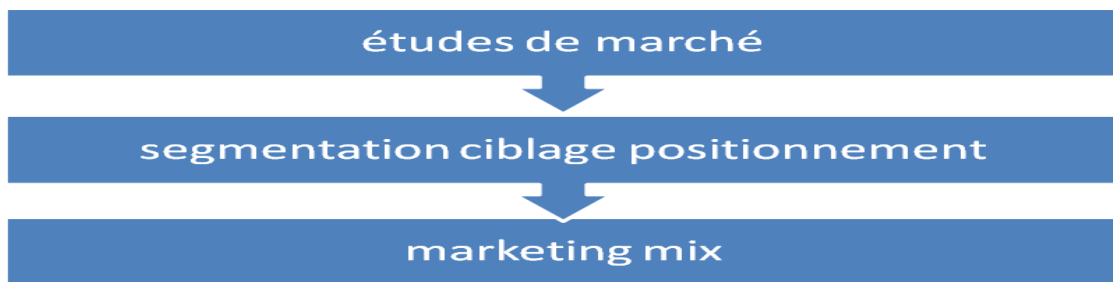 études de marché
segmentation ciblage positionnement
marketing mix